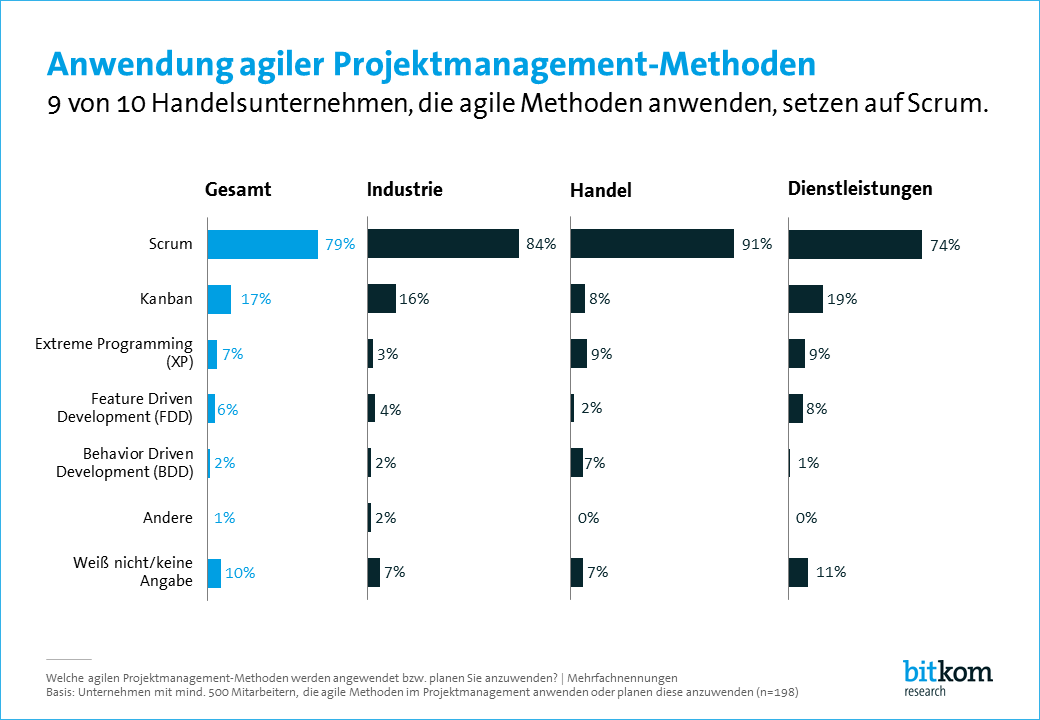 Anwendung agiler Projektmanagement-Methoden
9 von 10 Handelsunternehmen, die agile Methoden anwenden, setzen auf Scrum.
Gesamt Industrie Handel Dienstleistungen
Scrum 79% 84% 91% 74%
Kanban 17% 16% 8% 19%
Extreme Programming
(XP) 7% 3% 9% 9%
Feature Driven
Development (FDD) 6% 4% 2% 8%
Behavior Driven
Development (BDD) 2% 2% 7% 1%
Andere 1% 2% 0% 0%
Weiß nicht/keine
Angabe 10% 7% 7% 11%
Welche agilen Projektmanagement-Methoden werden angewendet bzw. planen Sie anzuwenden? | Mehrfachnennungen
Basis: Unternehmen mit mind. 500 Mitarbeitern, die agile Methoden im Projektmanagement anwenden oder planen diese anzuwenden (n=198)
bitkom
research